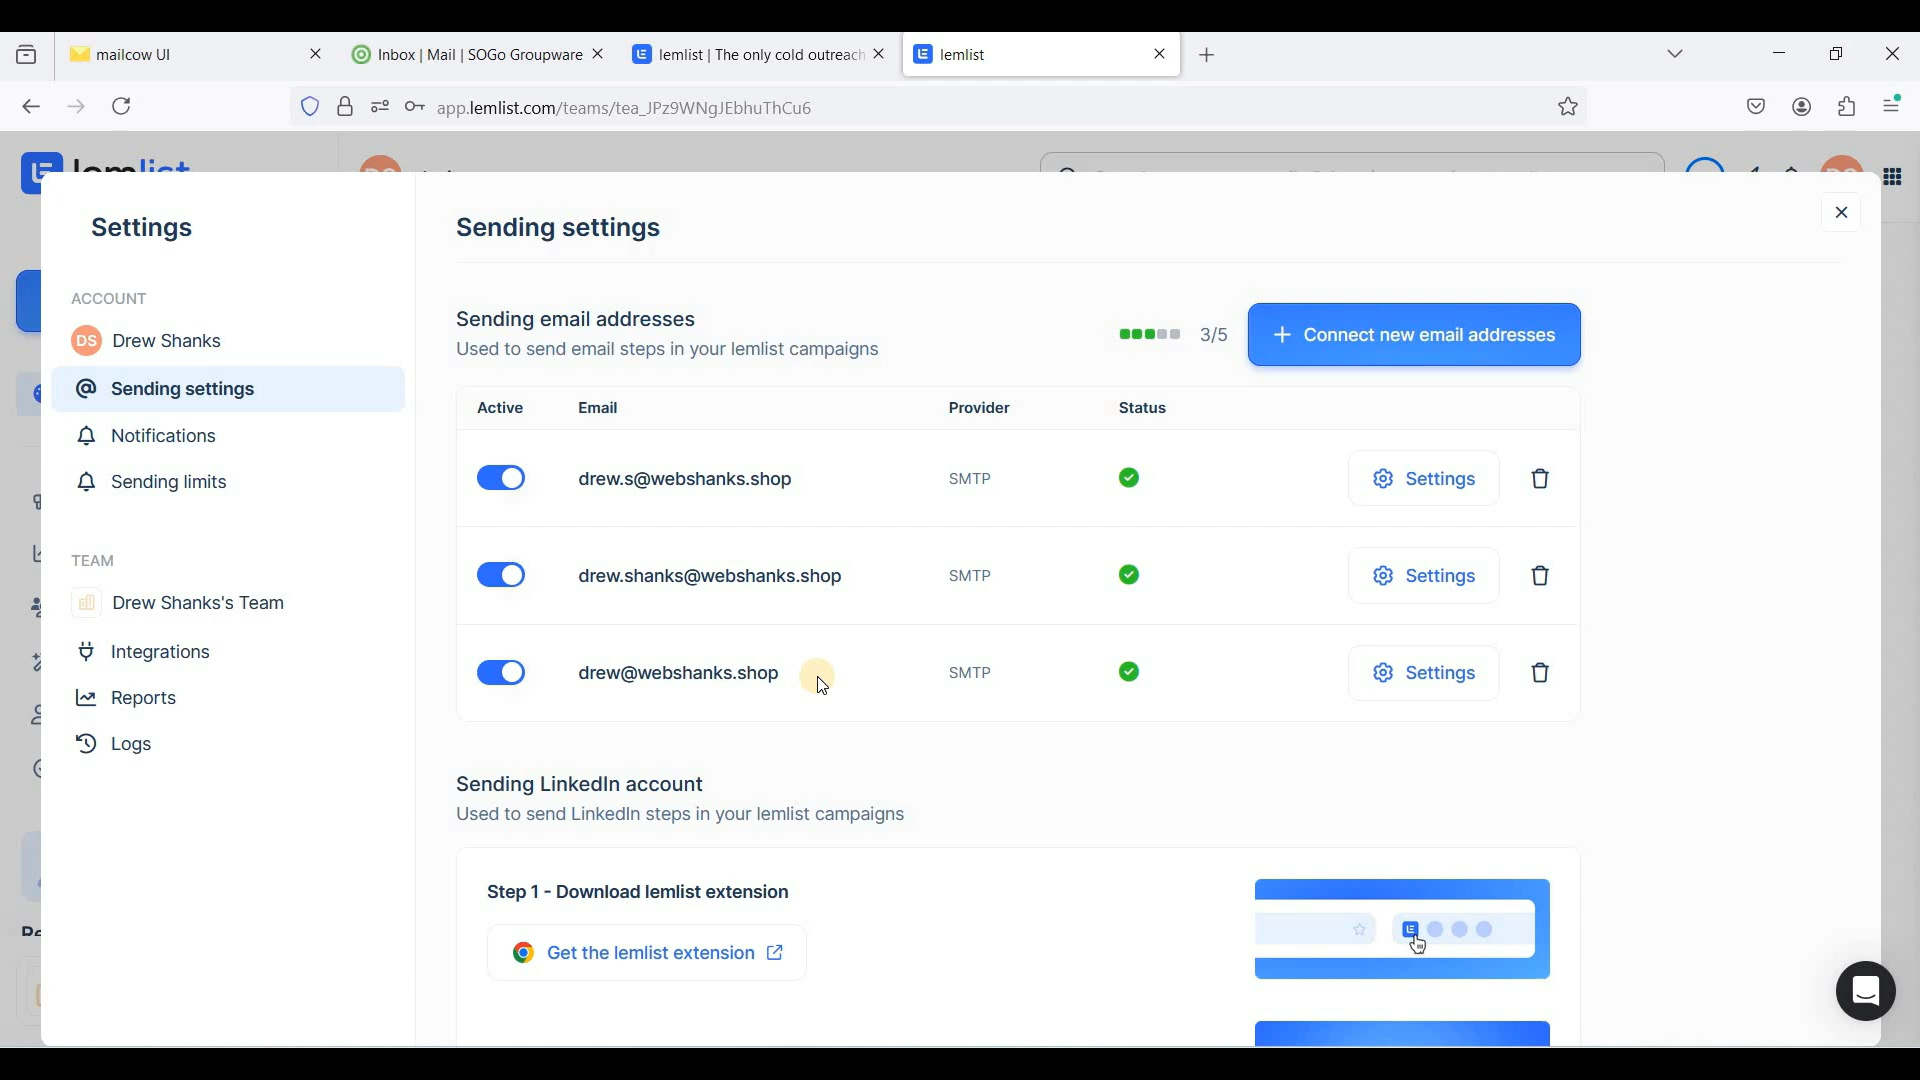 mailcow UI
Inbox | Mail | SOGo Groupware
lemlist | The only cold outreach
lemlist
app.lemlist.com/teams/tea_JPz9WNgJEbhuThCu6
lemlist
Settings
ACCOUNT
DS Drew Shanks
Sending settings
Notifications
Sending limits
TEAM
Drew Shanks's Team
Integrations
Reports
Logs
Sending settings
Sending email addresses
Used to send email steps in your lemlist campaigns
3/5
+ Connect new email addresses
Active Email Provider Status
drew.s@webshanks.shop SMTP Settings
drew.shanks@webshanks.shop SMTP Settings
drew@webshanks.shop SMTP Settings
Sending LinkedIn account
Used to send LinkedIn steps in your lemlist campaigns
Step 1 - Download lemlist extension
Get the lemlist extension